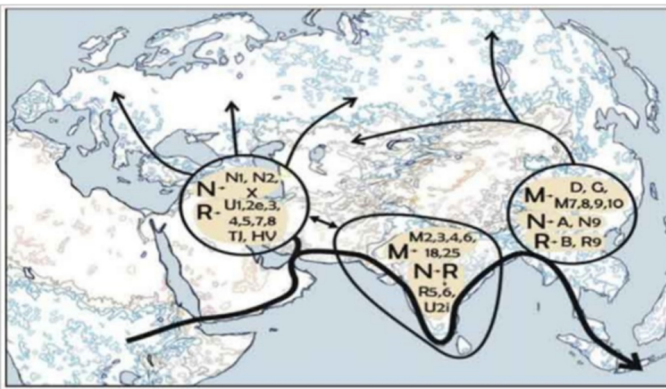 N- N1, N2,
X
R- U1,2e,3,
4,5,7,8
TJ, HV
M2,3,4,6,
M- 18,25
N-R
R5,6,
U2i
M- D, G,
M7,8,9,10
N-A, N9
R-B, R9